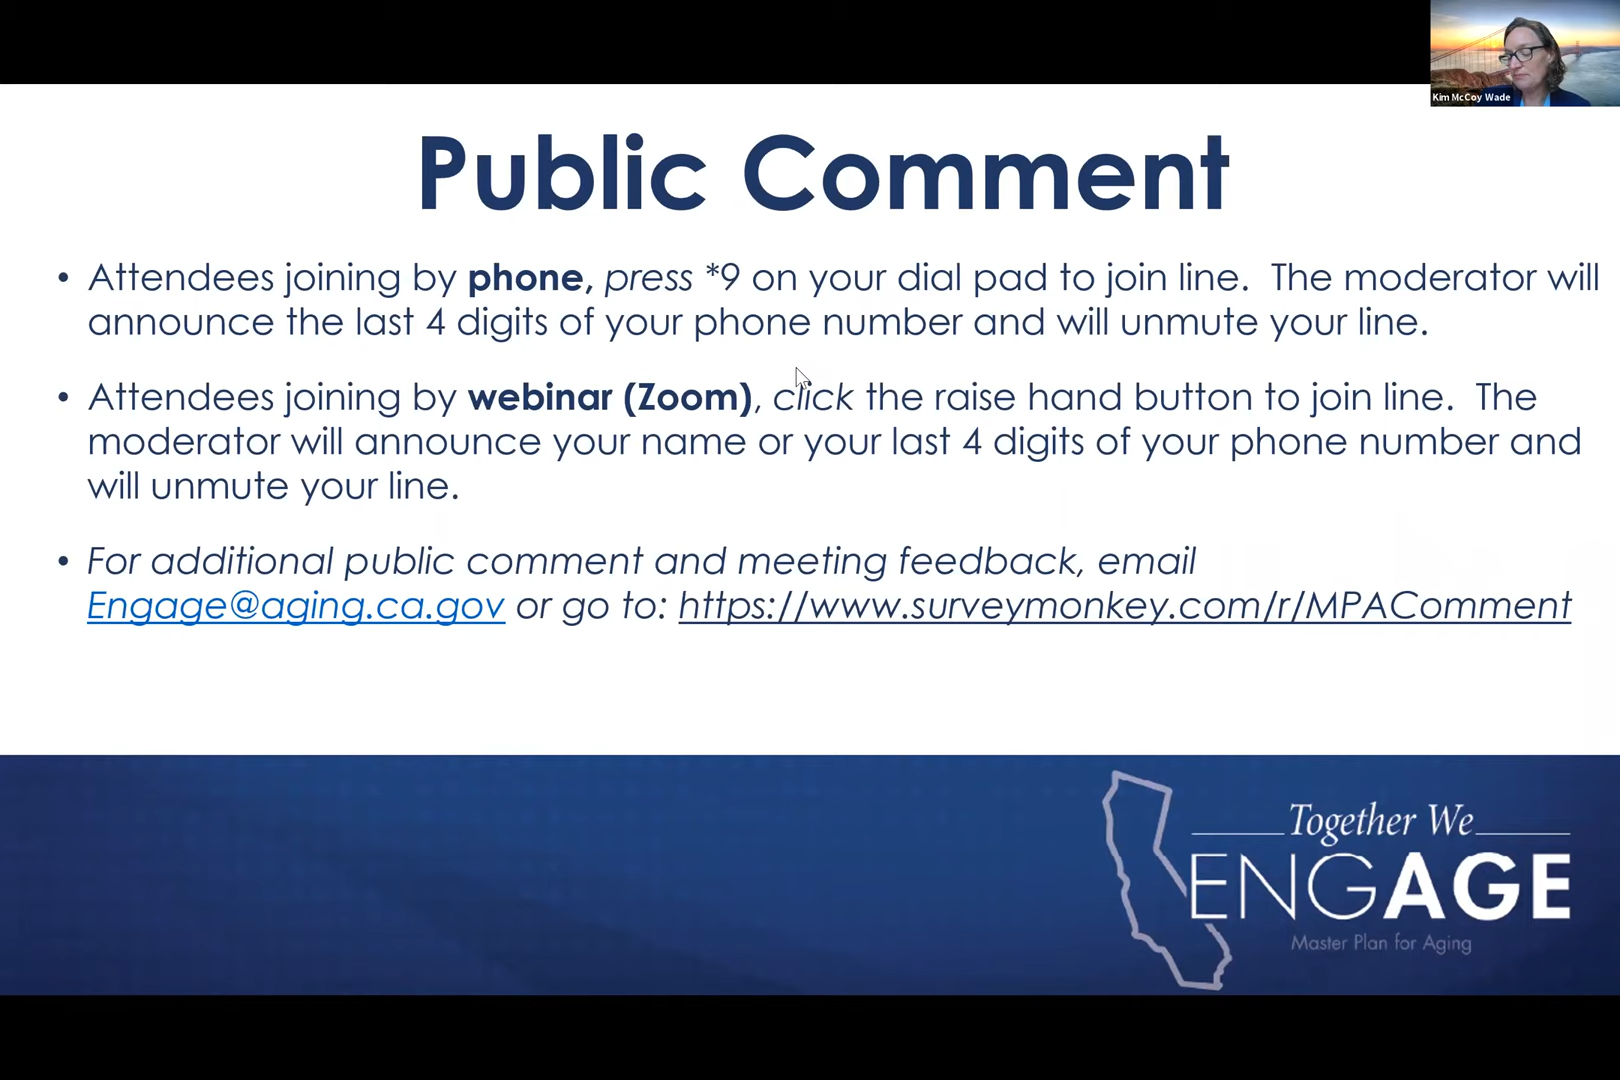 Kim McCoy Wade
Public Comment
• Attendees joining by phone, press *9 on your dial pad to join line. The moderator will
announce the last 4 digits of your phone number and will unmute your line.
• Attendees joining by webinar (Zoom), click the raise hand button to join line. The
moderator will announce your name or your last 4 digits of your phone number and
will unmute your line.
• For additional public comment and meeting feedback, email
Engage@aging.ca.gov or go to: https://www.surveymonkey.com/r/MPAComment
Together We
ENGAGE
Master Plan for Aging